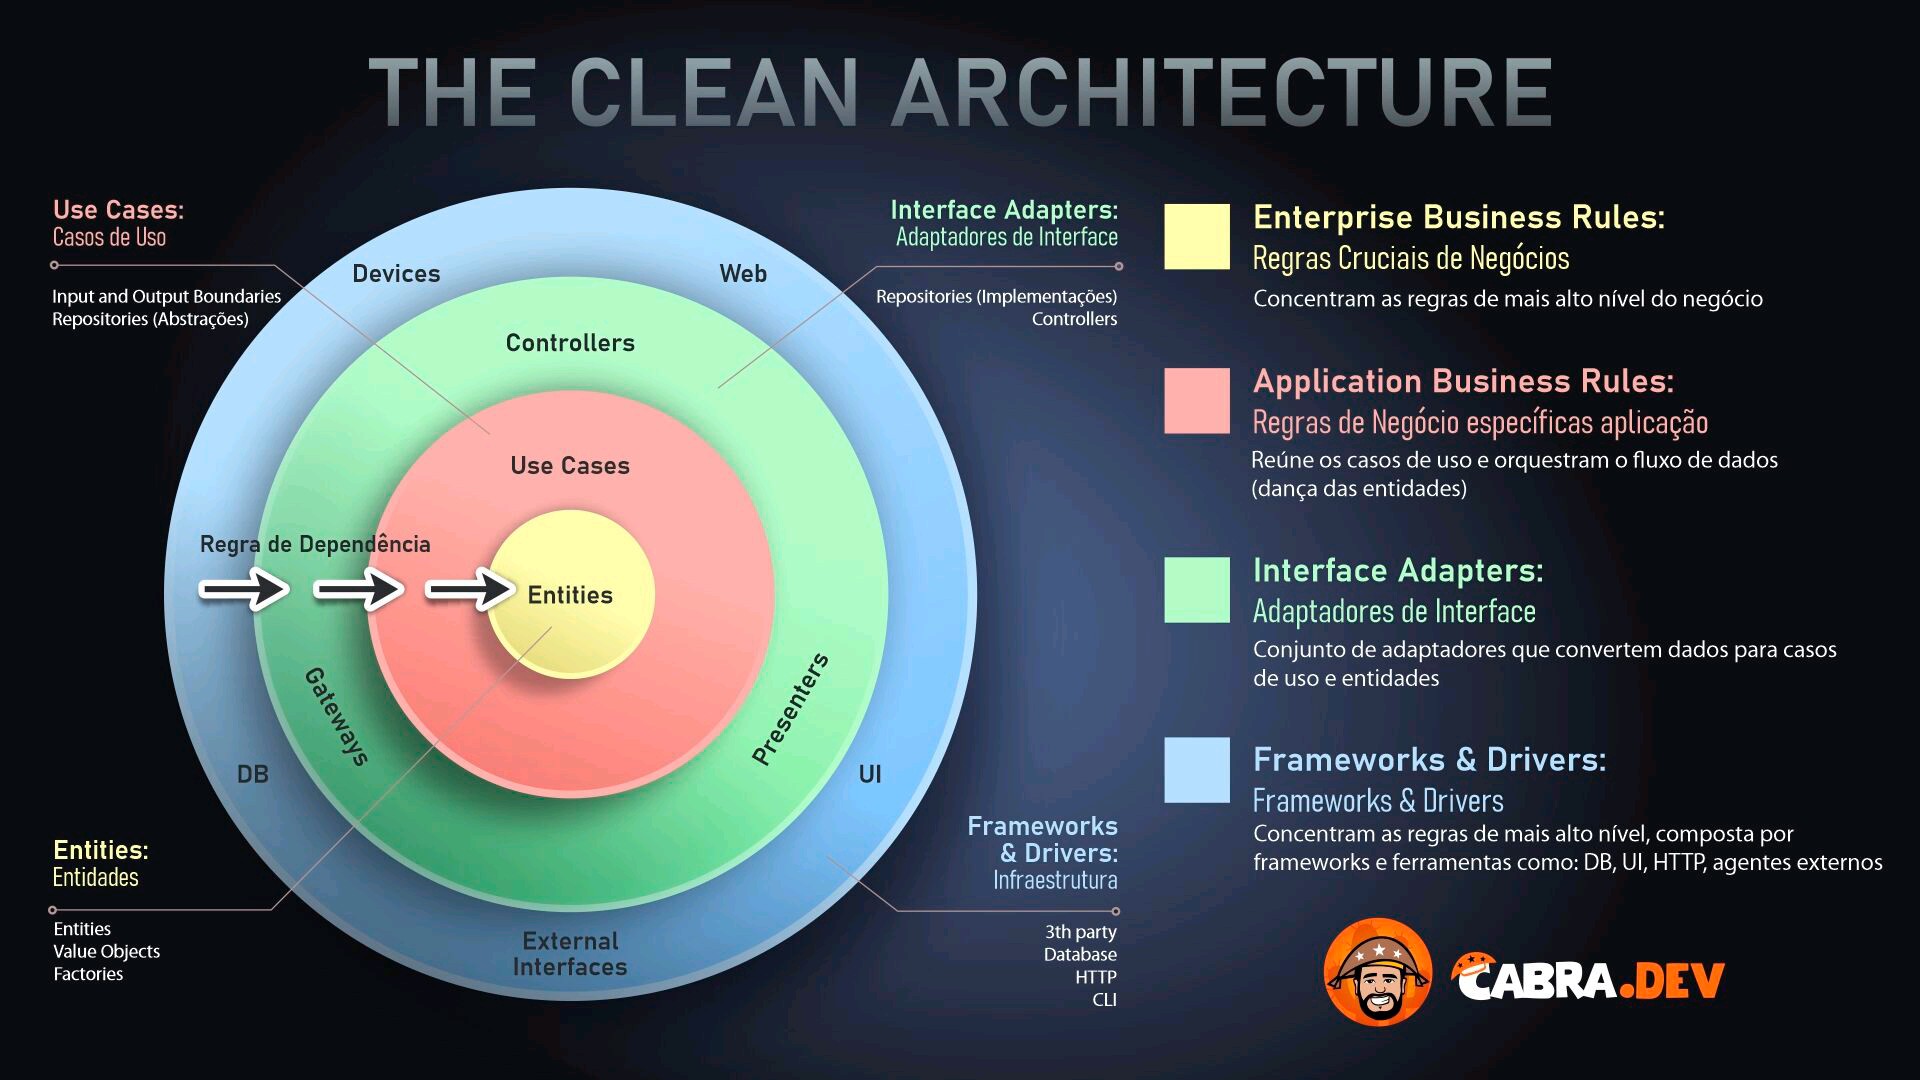 THE CLEAN ARCHITECTURE
Use Cases:
Casos de Uso
Input and Output Boundaries
Repositories (Abstrações)
Interface Adapters:
Adaptadores de Interface
Repositories (Implementações)
Controllers
Devices
Web
Controllers
Use Cases
Regra de Dependência
Entities
Gateways
Presenters
DB
UI
External
Interfaces
Entities:
Entidades
Entities
Value Objects
Factories
Frameworks
& Drivers:
Infraestrutura
3th party
Database
HTTP
CLI
Enterprise Business Rules:
Regras Cruciais de Negócios
Concentram as regras de mais alto nível do negócio
Application Business Rules:
Regras de Negócio específicas aplicação
Reúne os casos de uso e orquestram o fluxo de dados
(dança das entidades)
Interface Adapters:
Adaptadores de Interface
Conjunto de adaptadores que convertem dados para casos
de uso e entidades
Frameworks & Drivers:
Frameworks & Drivers
Concentram as regras de mais alto nível, composta por
frameworks e ferramentas como: DB, UI, HTTP, agentes externos
CABRA.DEV